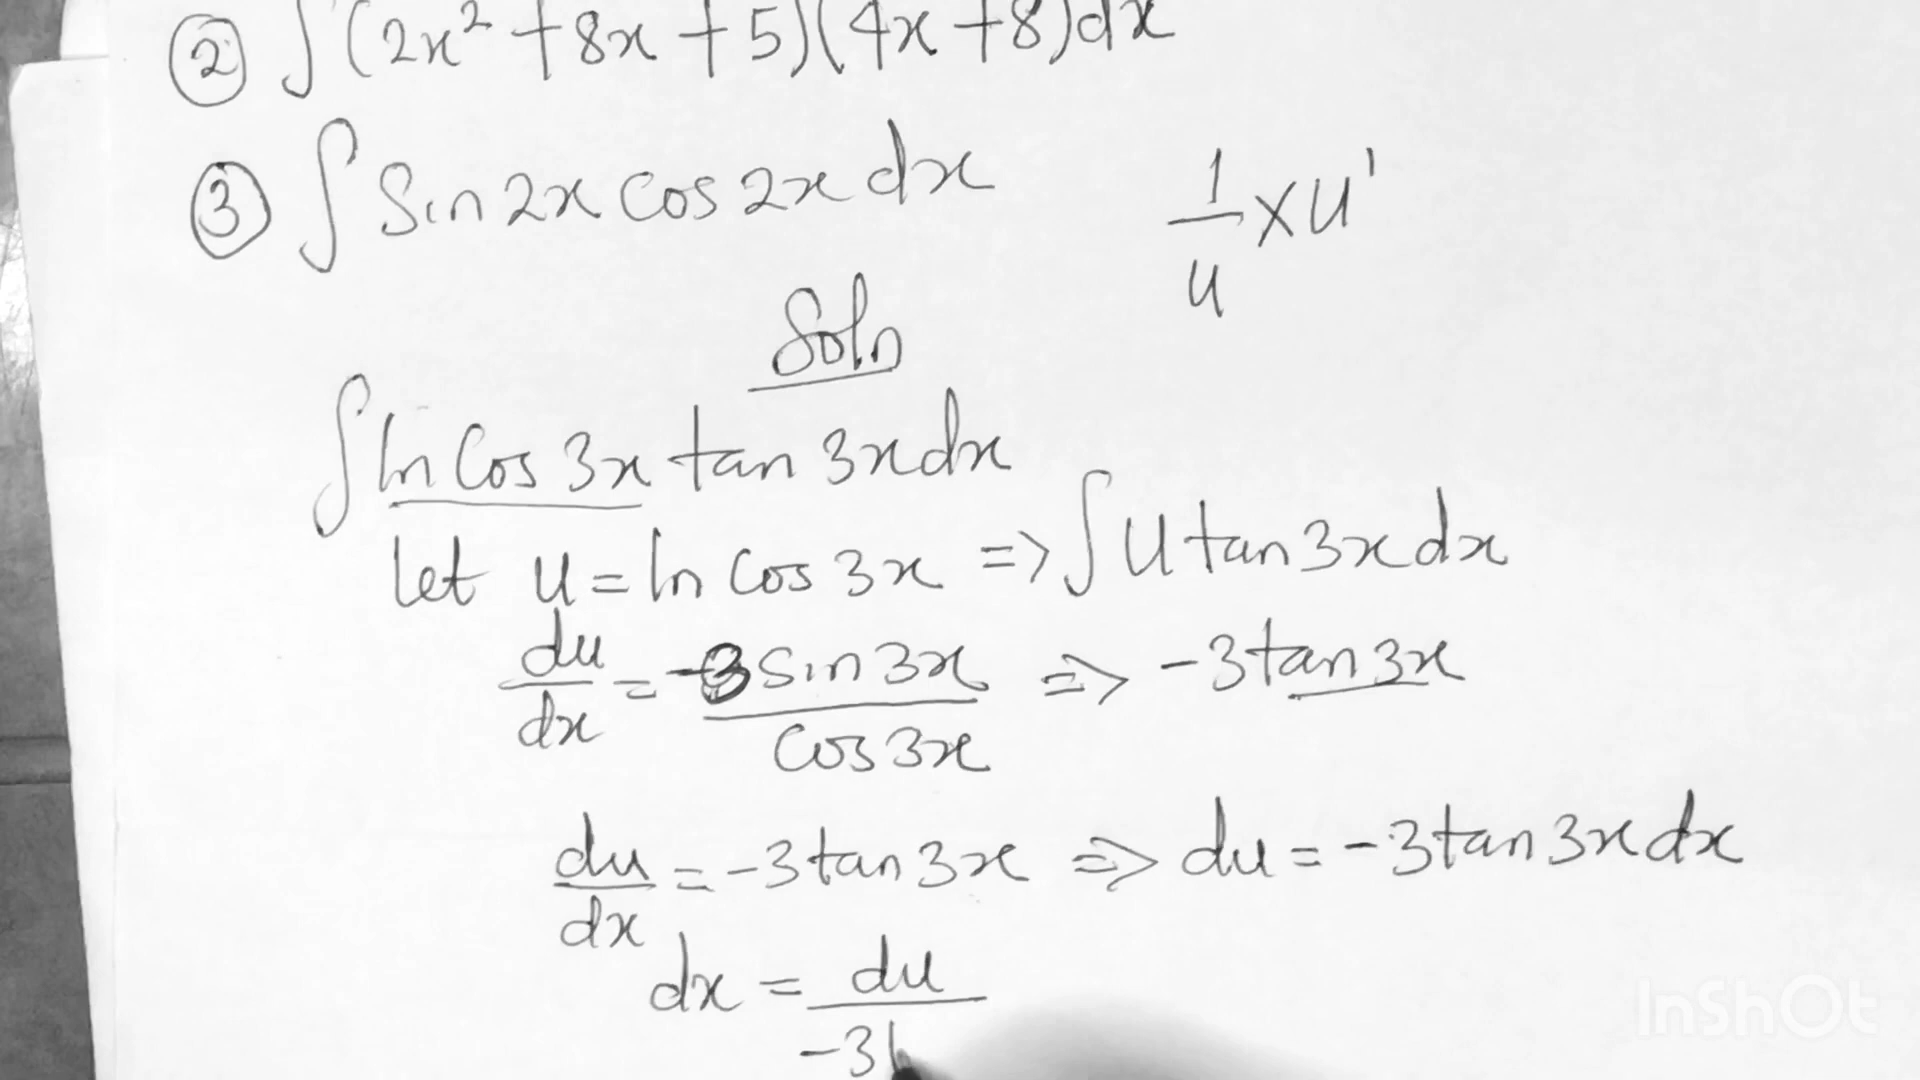 ② ∫(2x² + 8x + 5)(4x + 8)dx
③ ∫ Sin 2x Cos 2x dx
1/u × u'
Soln
∫ ln Cos 3x tan 3x dx
let u = ln Cos 3x => ∫ u tan 3x dx
du/dx = -3 sin 3x / cos 3x => -3 tan 3x
du/dx = -3 tan 3x => du = -3 tan 3x dx
dx = du / -3
InShOt